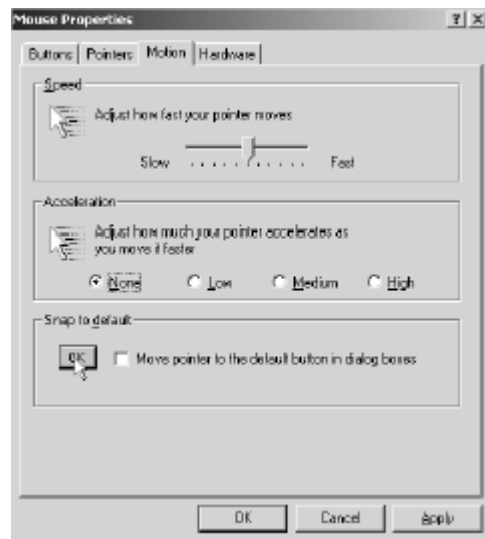 Mouse Properties
? X
Buttons Pointers Motion Hardware
Speed
Adjust how fast your pointer moves
Slow Fast
Acceleration
Adjust how much your pointer accelerates as
you move it faster
None Low Medium High
Snap to default
OK Move pointer to the default button in dialog boxes
OK Cancel Apply